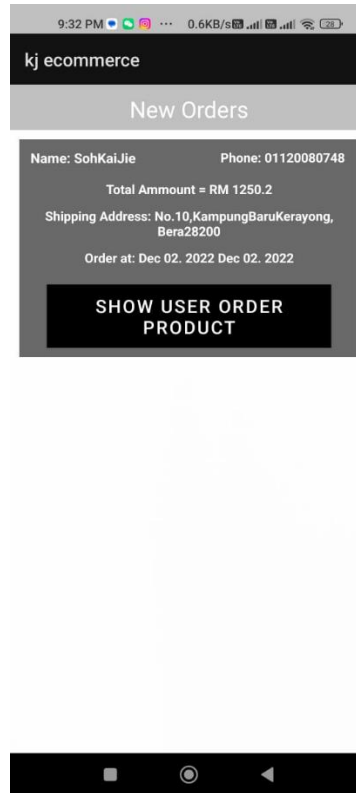 9:32 PM ... 0.6KB/s 28
kj ecommerce
New Orders
Name: SohKaiJie Phone: 01120080748
Total Ammount = RM 1250.2
Shipping Address: No.10,KampungBaruKerayong,
Bera28200
Order at: Dec 02. 2022 Dec 02. 2022
SHOW USER ORDER
PRODUCT